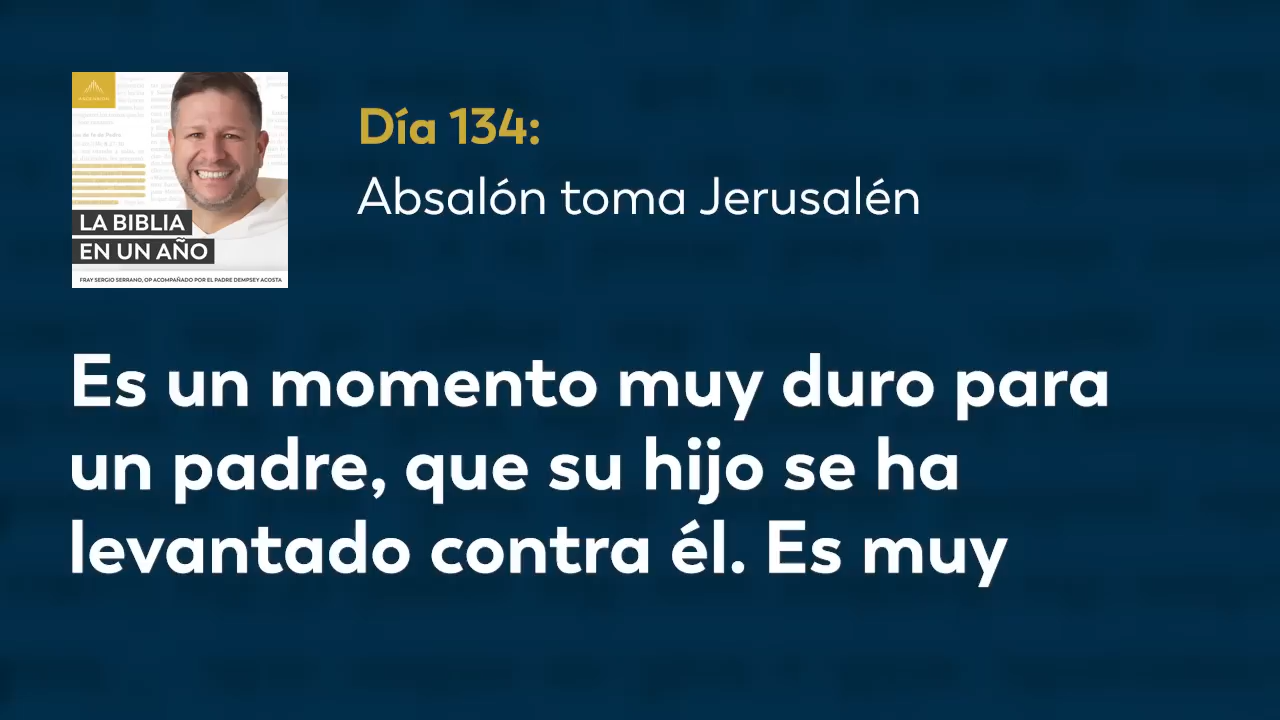 LA BIBLIA
EN UN AÑO
FRAY SERGIO SERRANO, OP ACOMPAÑADO POR EL PADRE DEMPSEY ACOSTA
Día 134:
Absalón toma Jerusalén
Es un momento muy duro para
un padre, que su hijo se ha
levantado contra él. Es muy